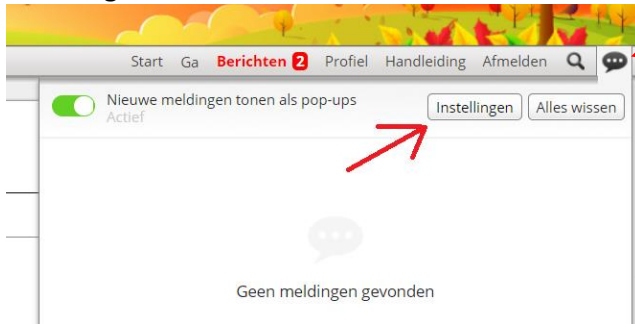 Start Ga Berichten 2 Profiel Handleiding Afmelden
Nieuwe meldingen tonen als pop-ups
Actief
Instellingen Alles wissen
Geen meldingen gevonden